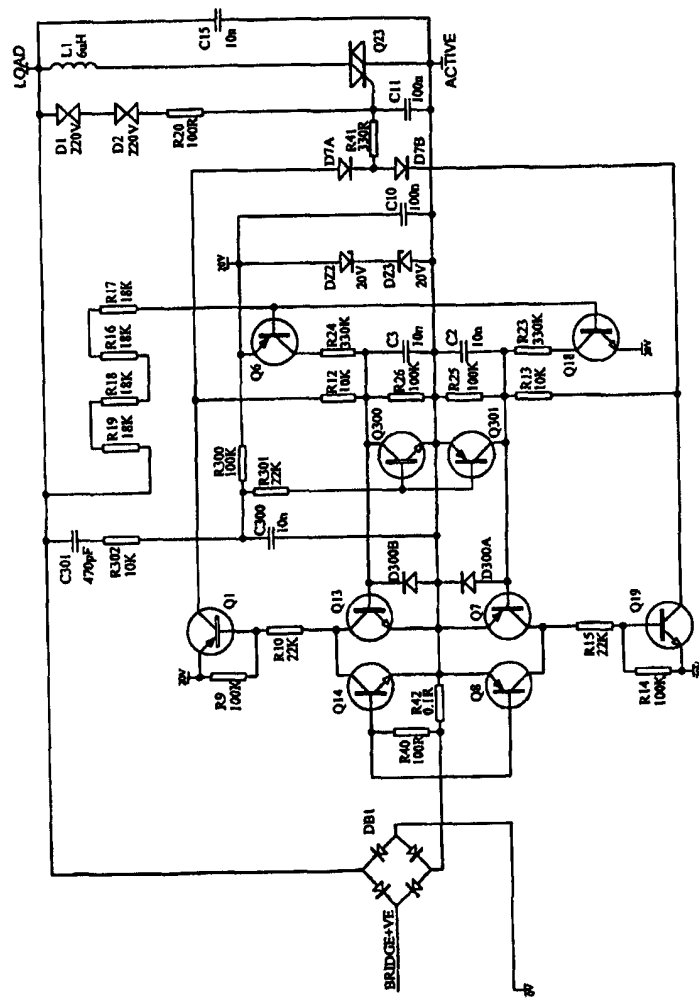 LOAD
L1
6uH
C15
10n
Q23
ACTIVE
D1
220V
D2
220V
R20
100R
C11
100n
R41
330R
D7A
D7B
C10
100n
20V
DZ2
20V
DZ3
20V
R17
18K
R16
18K
R18
18K
R19
18K
Q6
R24
330K
C3
10n
C2
10n
R23
330K
Q18
R12
10K
R26
100K
R25
100K
R13
10K
Q300
Q301
R300
100K
R301
22K
C300
10n
C301
470pF
R302
10K
D300B
D300A
Q1
Q13
Q7
Q19
20V
R9
100K
R10
22K
R15
22K
R14
100K
Q14
Q8
R42
0.1R
R40
100R
DB1
BRIDGE+VE